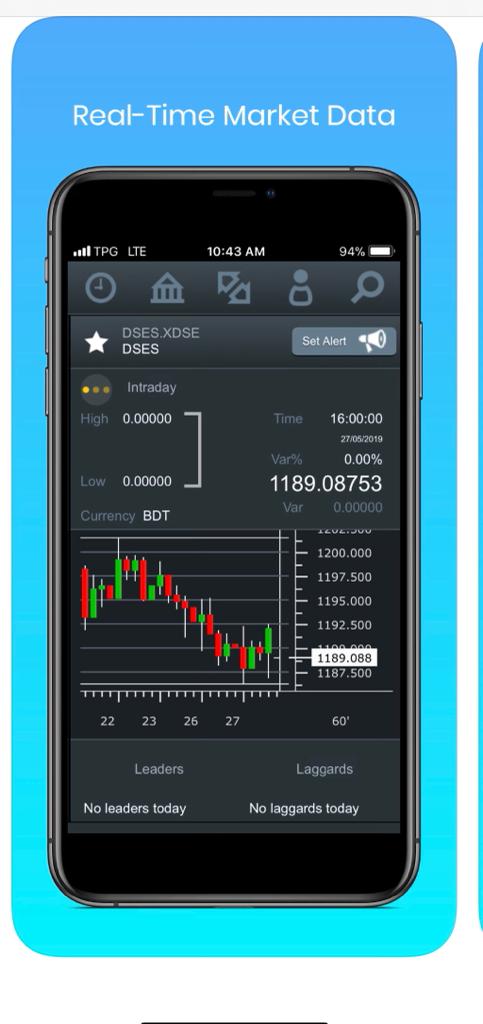 Real-Time Market Data
TPG LTE
10:43 AM
94%
DSES.XDSE
DSES
Set Alert
Intraday
High 0.00000
Time 16:00:00
27/05/2019
Var% 0.00%
Low 0.00000
1189.08753
Var 0.00000
Currency BDT
1200.000
1197.500
1195.000
1192.500
1189.088
1187.500
22 23 26 27 60'
Leaders
Laggards
No leaders today
No laggards today